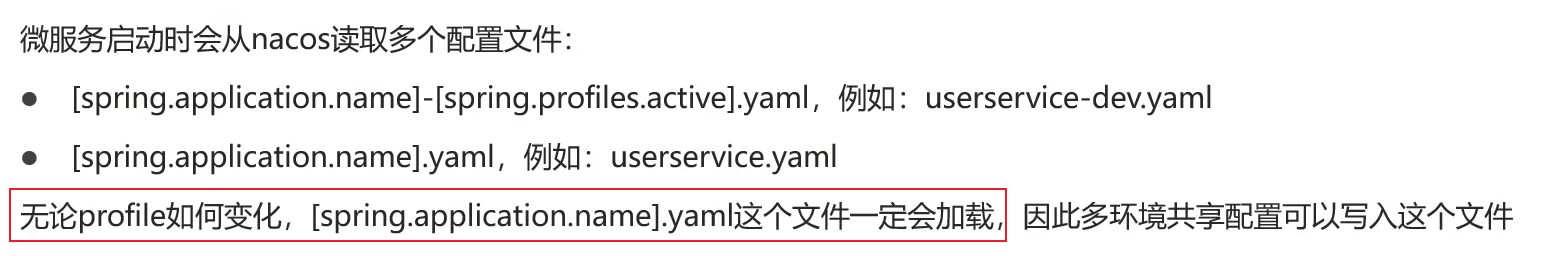 微服务启动时会从nacos读取多个配置文件：
● [spring.application.name]-[spring.profiles.active].yaml，例如：userservice-dev.yaml
● [spring.application.name].yaml，例如：userservice.yaml
无论profile如何变化，[spring.application.name].yaml这个文件一定会加载，因此多环境共享配置可以写入这个文件